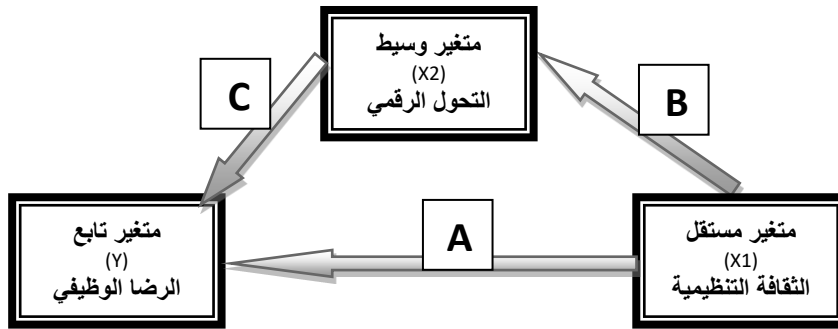 متغير وسيط
(X2)
التحول الرقمي
C
B
متغير مستقل
(X1)
الثقافة التنظيمية
A
متغير تابع
(Y)
الرضا الوظيفي